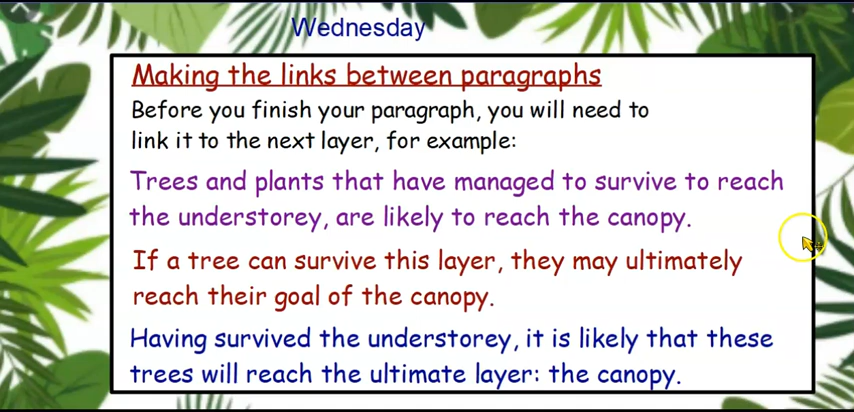 Wednesday
Making the links between paragraphs
Before you finish your paragraph, you will need to
link it to the next layer, for example:
Trees and plants that have managed to survive to reach
the understorey, are likely to reach the canopy.
If a tree can survive this layer, they may ultimately
reach their goal of the canopy.
Having survived the understorey, it is likely that these
trees will reach the ultimate layer: the canopy.